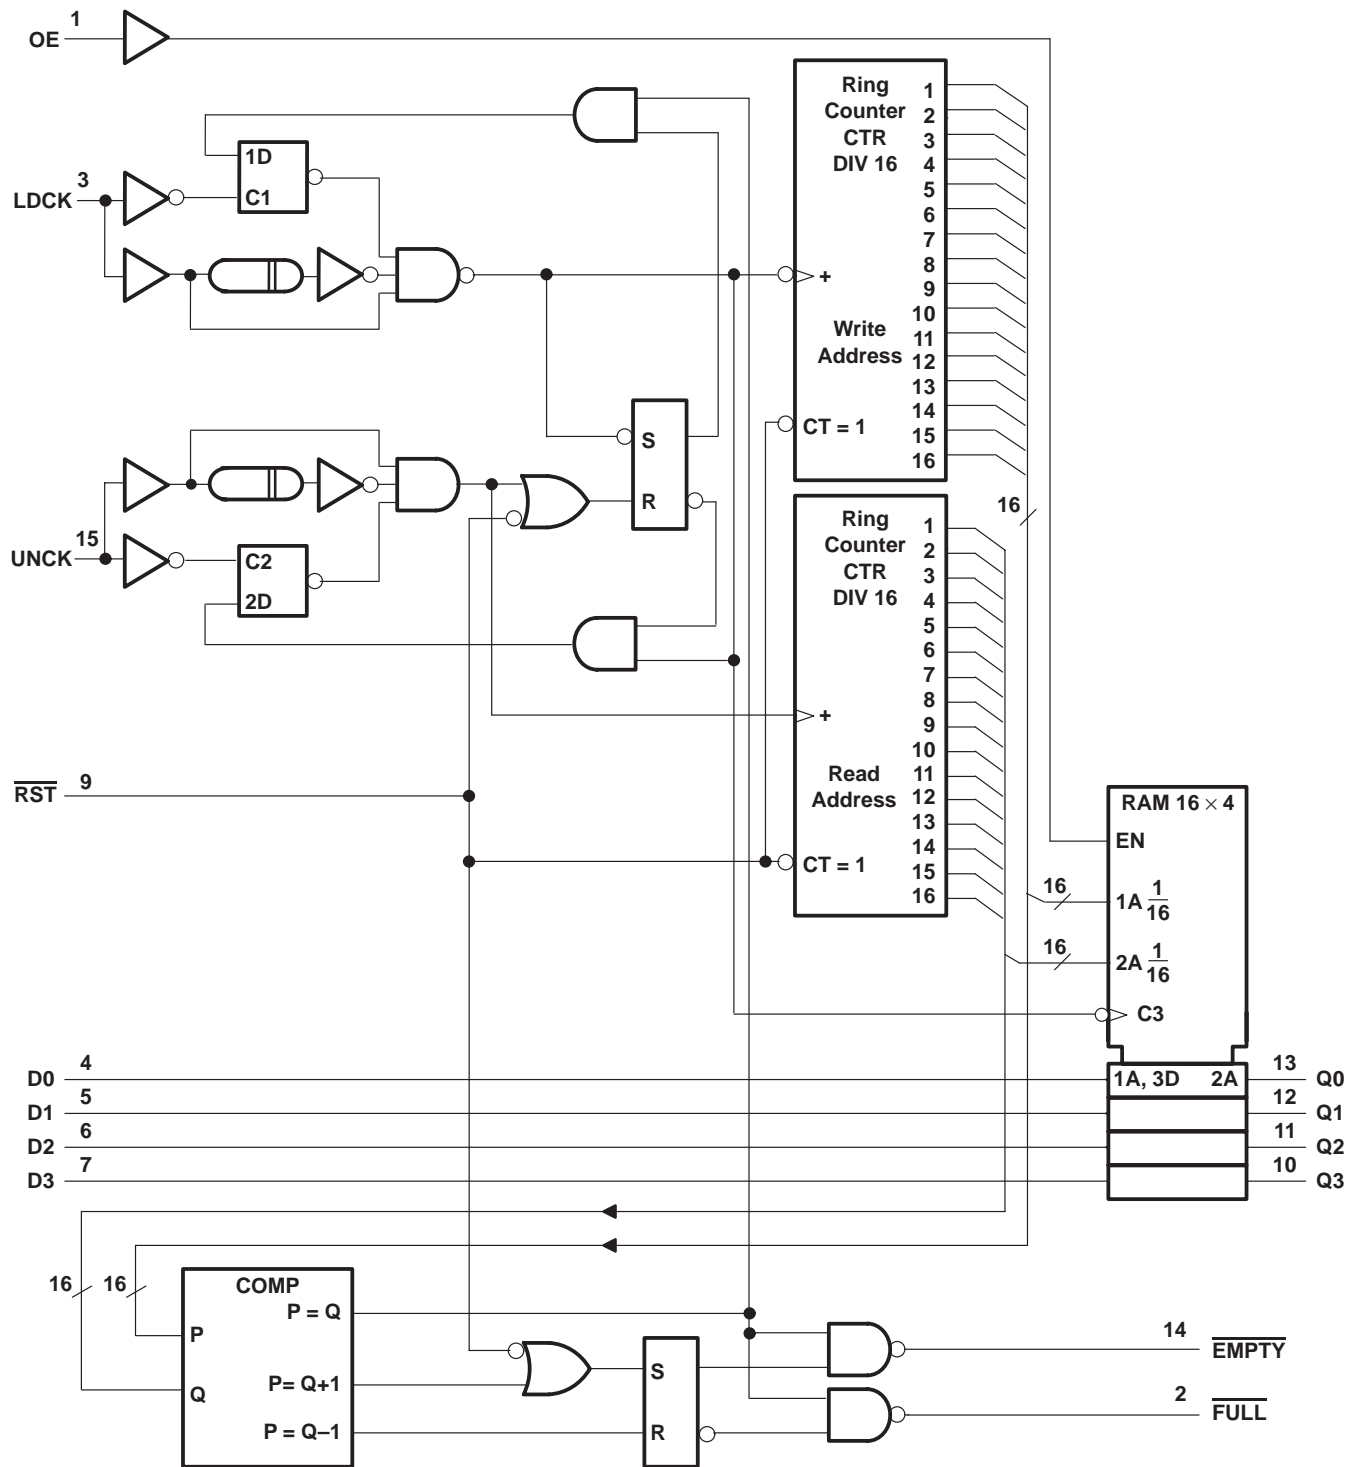 1
OE
Ring
Counter
CTR
DIV 16
1
2
3
4
5
6
7
8
9
10
11
12
13
14
15
16
+
Write
Address
CT = 1
1D
C1
3
LDCK
S
R
15
UNCK
C2
2D
16
Ring
Counter
CTR
DIV 16
1
2
3
4
5
6
7
8
9
10
11
12
13
14
15
16
+
Read
Address
CT = 1
RST
9
RAM 16 × 4
EN
16
1A 1/16
16
2A 1/16
C3
D0
4
1A, 3D
2A
13
Q0
D1
5
12
Q1
D2
6
11
Q2
D3
7
10
Q3
16
16
COMP
P = Q
P
P= Q+1
Q
P = Q–1
S
R
14
EMPTY
2
FULL